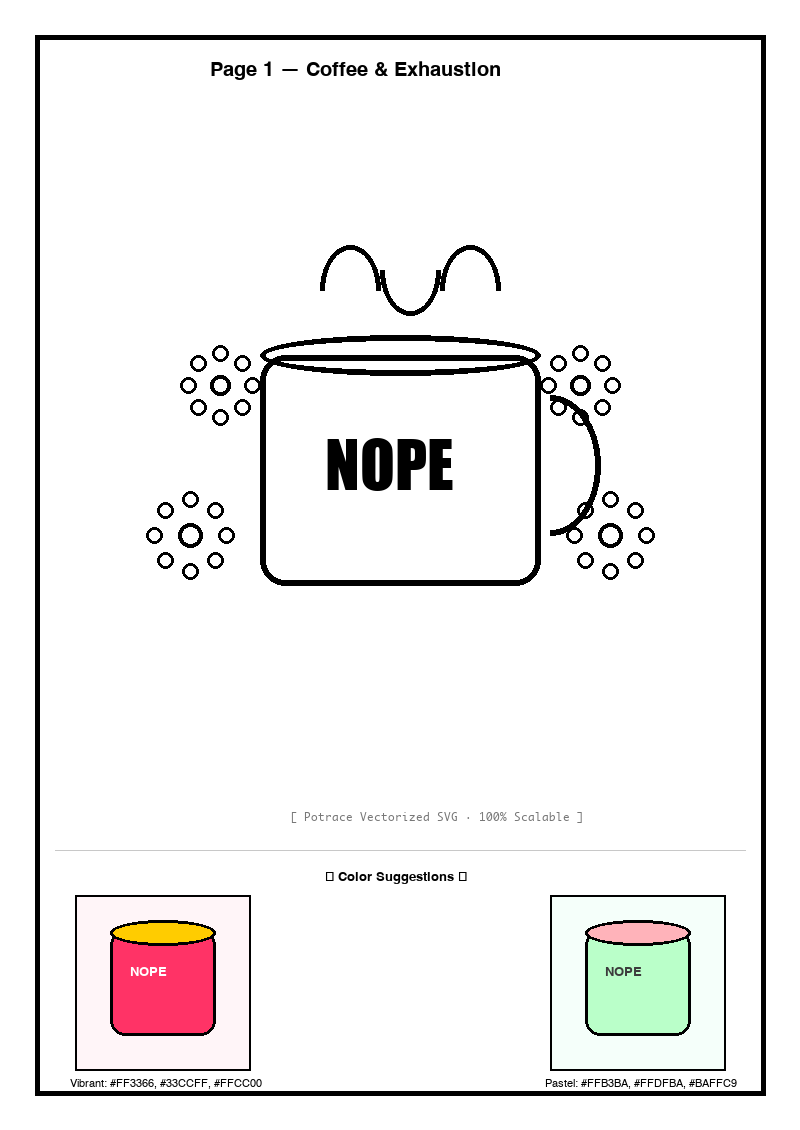 Page 1 — Coffee & Exhaustion
NOPE
[ Potrace Vectorized SVG · 100% Scalable ]
Color Suggestions
NOPE
NOPE
Vibrant: #FF3366, #33CCFF, #FFCC00
Pastel: #FFB3BA, #FFDFBA, #BAFFC9